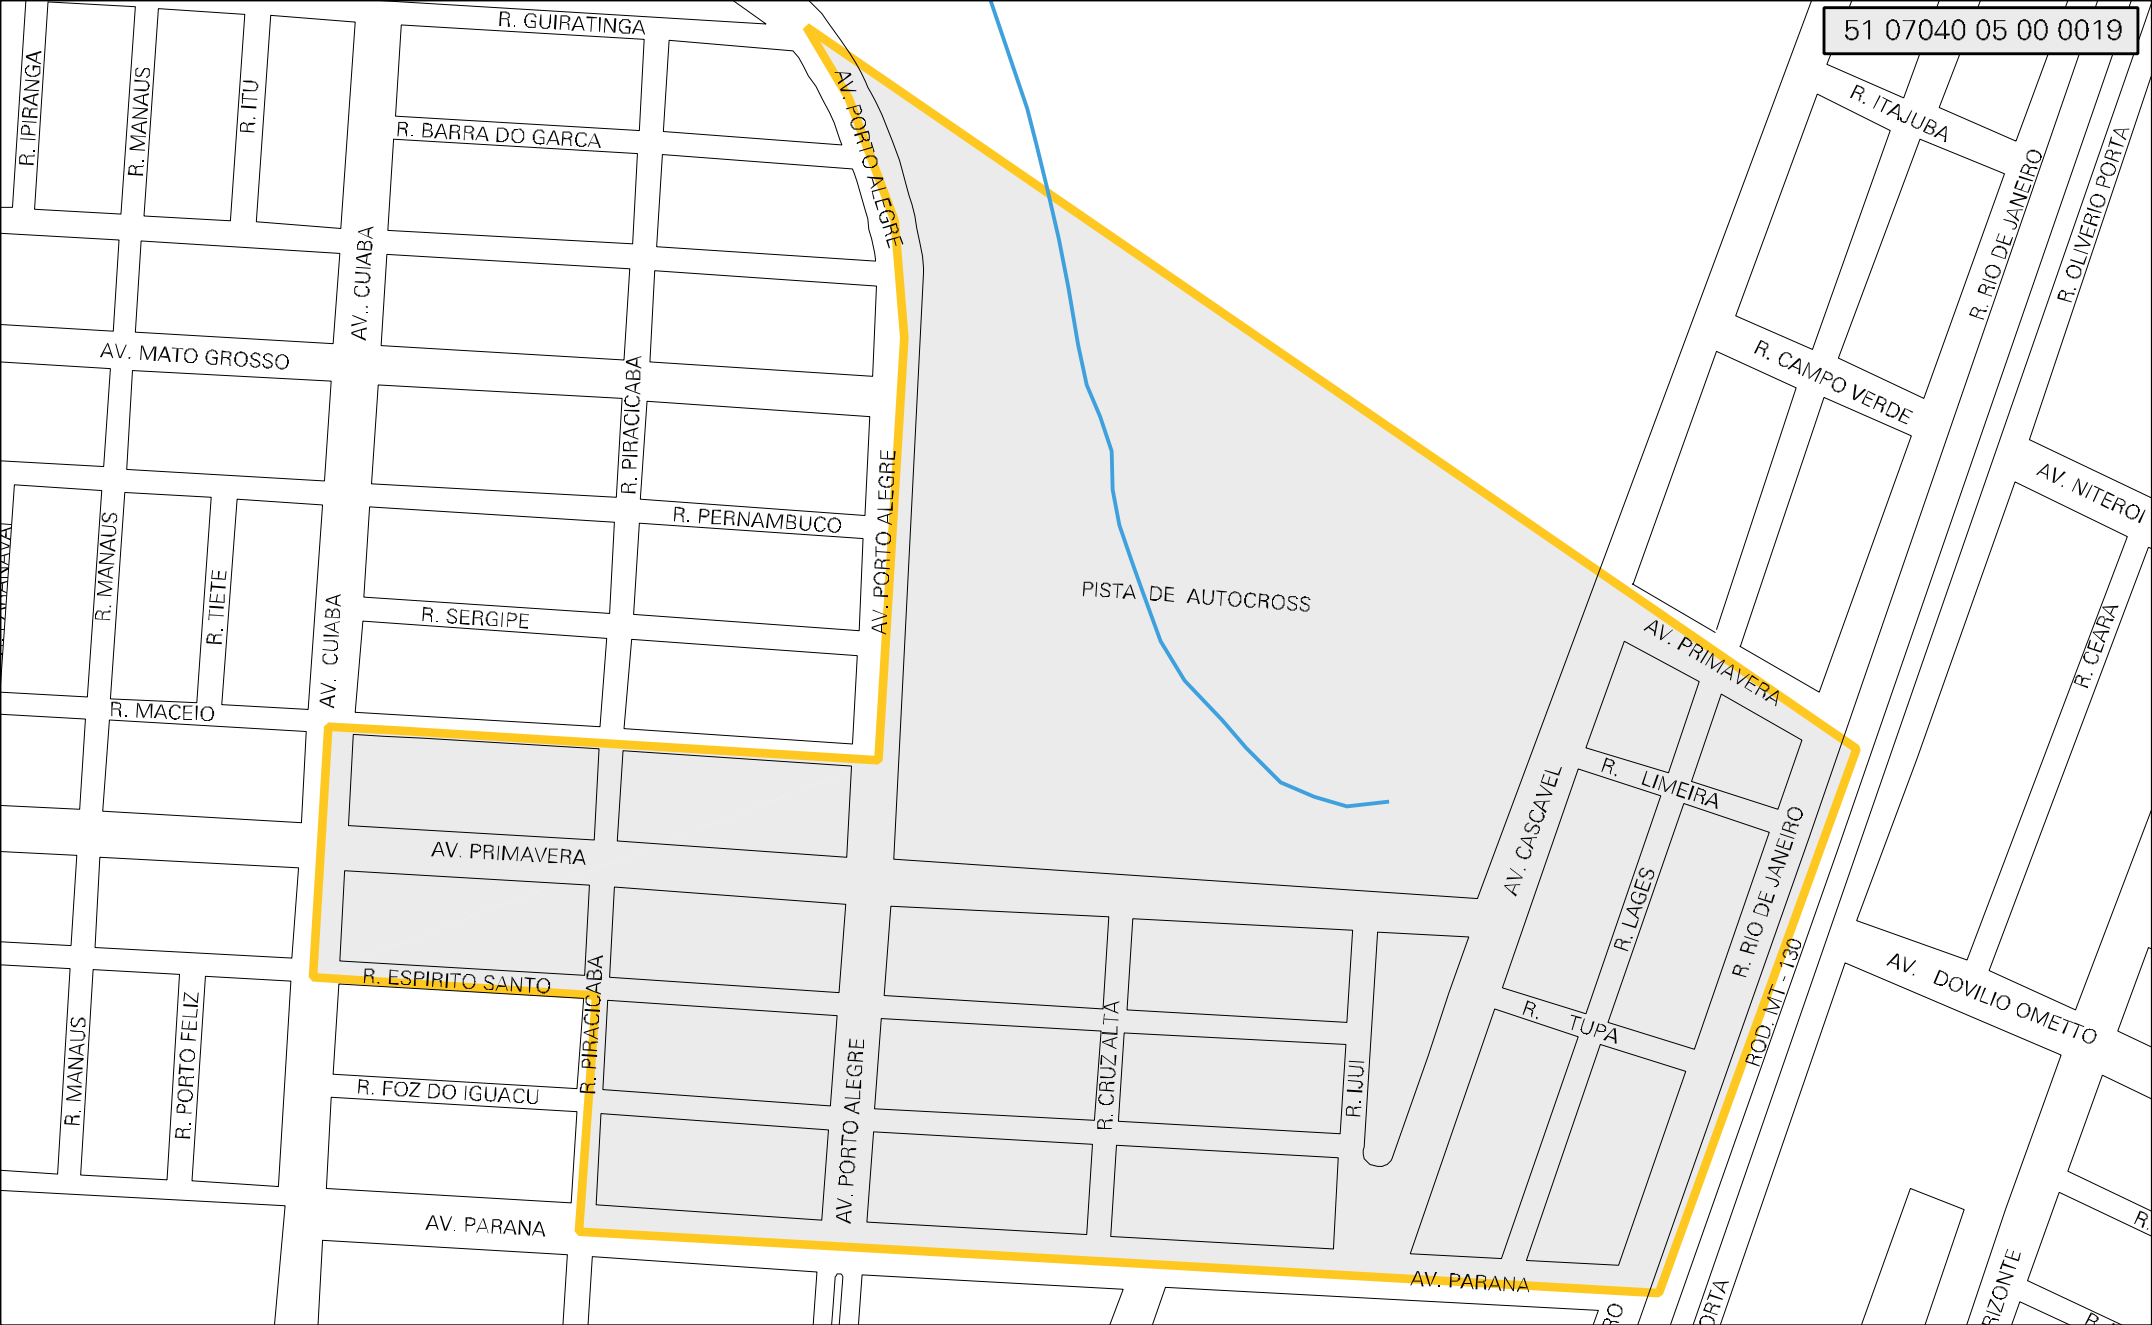 R. GUIRATINGA
51 07040 05 00 0019
R. IPIRANGA
R. MANAUS
R. ITU
R. BARRA DO GARCA
AV. PORTO ALEGRE
R. ITAJUBA
R. RIO DE JANEIRO
R. OLIVERIO PORTA
AV.. CUIABA
AV. MATO GROSSO
R. PIRACICABA
R. CAMPO VERDE
AV. NITEROI
R. PERNAMBUCO
AV. PORTO ALEGRE
R. MANAUS
R. TIETE
AV. CUIABA
R. SERGIPE
PISTA DE AUTOCROSS
AV. PRIMAVERA
R. CEARA
R. MACEIO
R. LIMEIRA
AV. CASCAVEL
R. LAGES
R. RIO DE JANEIRO
AV. PRIMAVERA
R. ESPIRITO SANTO
R. PIRACICABA
ROD. MT - 130
AV. DOVILIO OMETTO
R. TUPA
R. MANAUS
R. PORTO FELIZ
R. FOZ DO IGUACU
AV. PORTO ALEGRE
R. CRUZ ALTA
R. IJUI
AV. PARANA
AV. PARANA
RIZONTE
ORTA
RO
R.
R.